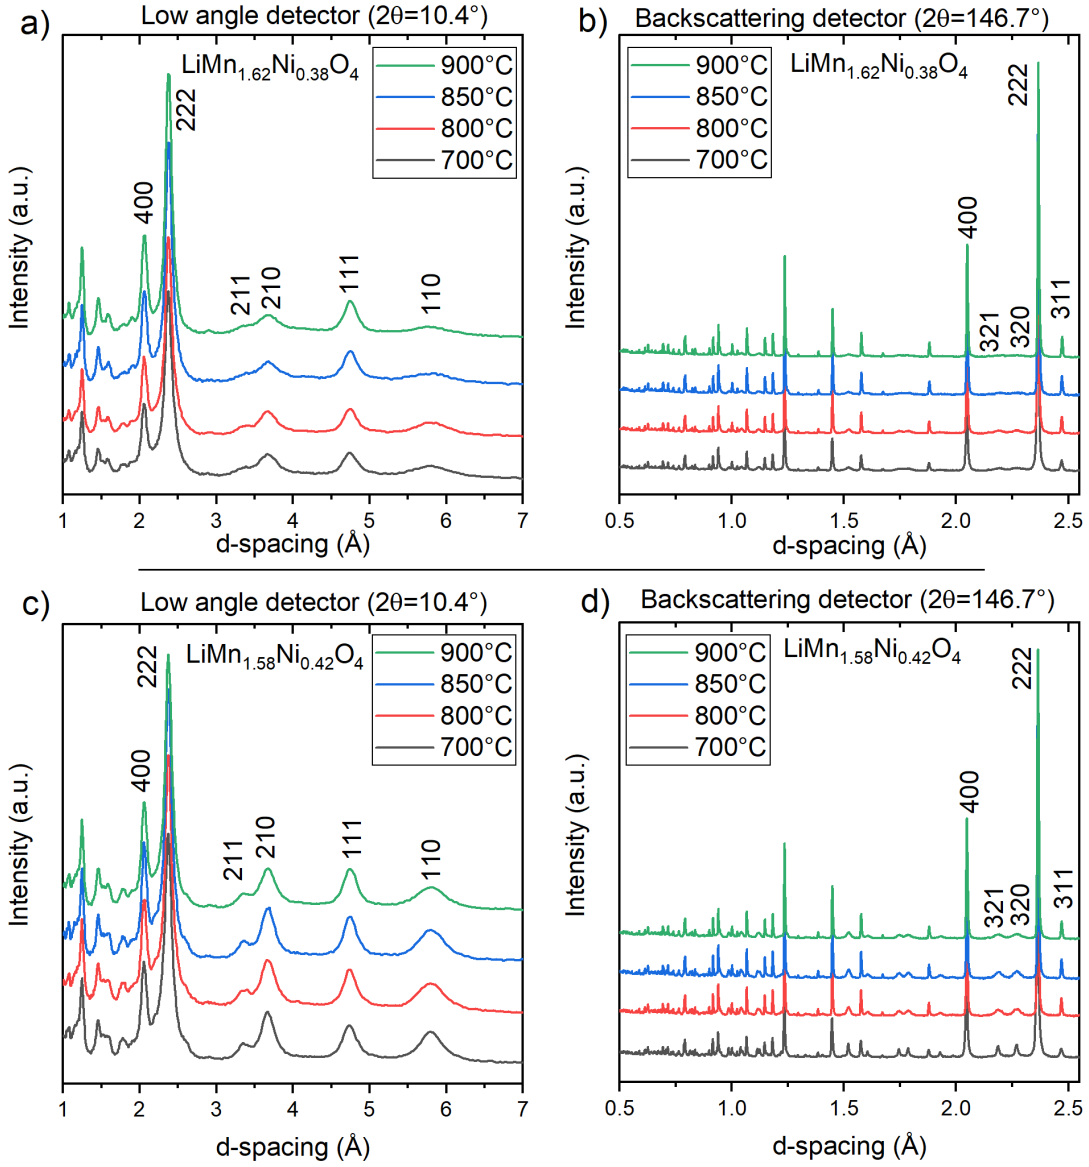 a)
Low angle detector (2θ=10.4°)
LiMn1.62Ni0.38O4
900°C
850°C
800°C
700°C
222
400
211
210
111
110
Intensity (a.u.)
1 2 3 4 5 6 7
d-spacing (Å)
b)
Backscattering detector (2θ=146.7°)
LiMn1.62Ni0.38O4
900°C
850°C
800°C
700°C
222
400
321
320
311
Intensity (a.u.)
0.5 1.0 1.5 2.0 2.5
d-spacing (Å)
c)
Low angle detector (2θ=10.4°)
LiMn1.58Ni0.42O4
900°C
850°C
800°C
700°C
222
400
211
210
111
110
Intensity (a.u.)
1 2 3 4 5 6 7
d-spacing (Å)
d)
Backscattering detector (2θ=146.7°)
LiMn1.58Ni0.42O4
900°C
850°C
800°C
700°C
222
400
321
320
311
Intensity (a.u.)
0.5 1.0 1.5 2.0 2.5
d-spacing (Å)